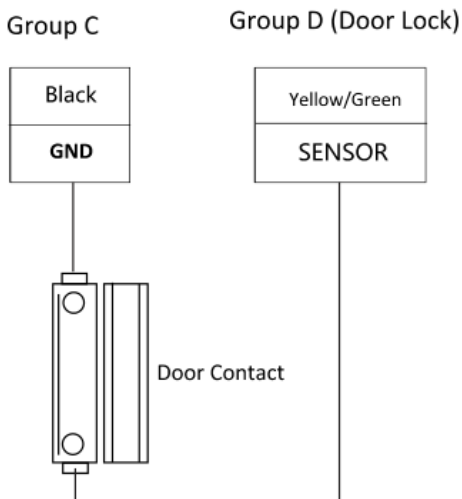 Group C
Group D (Door Lock)
Black
GND
Yellow/Green
SENSOR
Door Contact